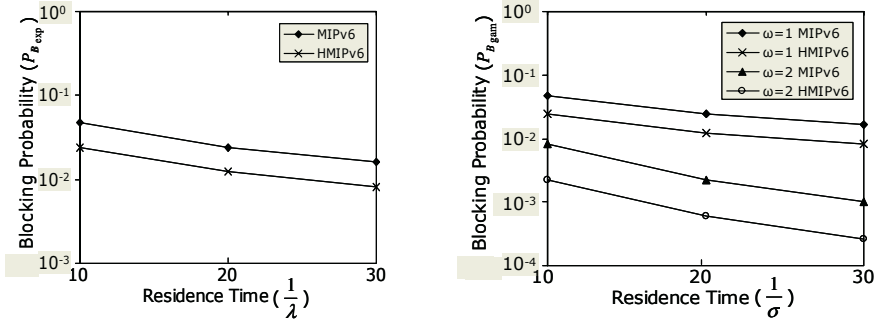 Blocking Probability (P_B exp)
10^0
10^-1
10^-2
10^-3
MIPv6
HMIPv6
10 20 30
Residence Time (1/λ)
Blocking Probability (P_B gam)
10^0
10^-1
10^-2
10^-3
10^-4
ω=1 MIPv6
ω=1 HMIPv6
ω=2 MIPv6
ω=2 HMIPv6
10 20 30
Residence Time (1/σ)